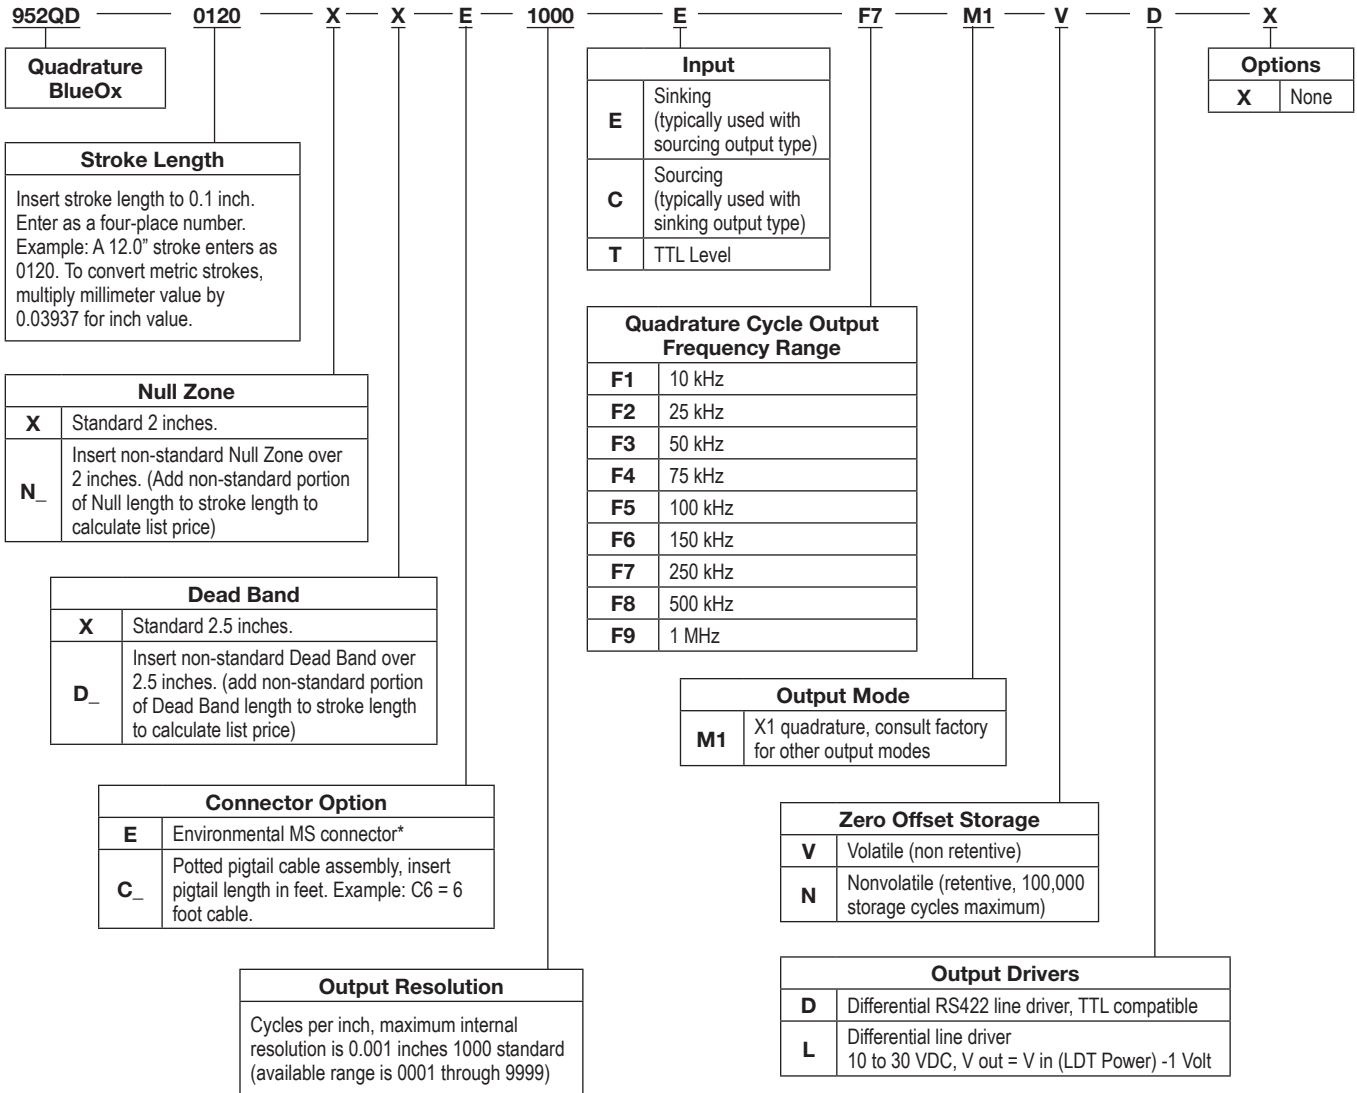 952QD 0120 X X E 1000 E F7 M1 V D X
Quadrature
BlueOx
Stroke Length
Insert stroke length to 0.1 inch.
Enter as a four-place number.
Example: A 12.0” stroke enters as
0120. To convert metric strokes,
multiply millimeter value by
0.03937 for inch value.
Null Zone
X Standard 2 inches.
N_ Insert non-standard Null Zone over
2 inches. (Add non-standard portion
of Null length to stroke length to
calculate list price)
Dead Band
X Standard 2.5 inches.
D_ Insert non-standard Dead Band over
2.5 inches. (add non-standard portion
of Dead Band length to stroke length
to calculate list price)
Connector Option
E Environmental MS connector*
C_ Potted pigtail cable assembly, insert
pigtail length in feet. Example: C6 = 6
foot cable.
Output Resolution
Cycles per inch, maximum internal
resolution is 0.001 inches 1000 standard
(available range is 0001 through 9999)
Input
E Sinking
(typically used with
sourcing output type)
C Sourcing
(typically used with
sinking output type)
T TTL Level
Quadrature Cycle Output
Frequency Range
F1 10 kHz
F2 25 kHz
F3 50 kHz
F4 75 kHz
F5 100 kHz
F6 150 kHz
F7 250 kHz
F8 500 kHz
F9 1 MHz
Output Mode
M1 X1 quadrature, consult factory
for other output modes
Zero Offset Storage
V Volatile (non retentive)
N Nonvolatile (retentive, 100,000
storage cycles maximum)
Output Drivers
D Differential RS422 line driver, TTL compatible
L Differential line driver
10 to 30 VDC, V out = V in (LDT Power) -1 Volt
Options
X None